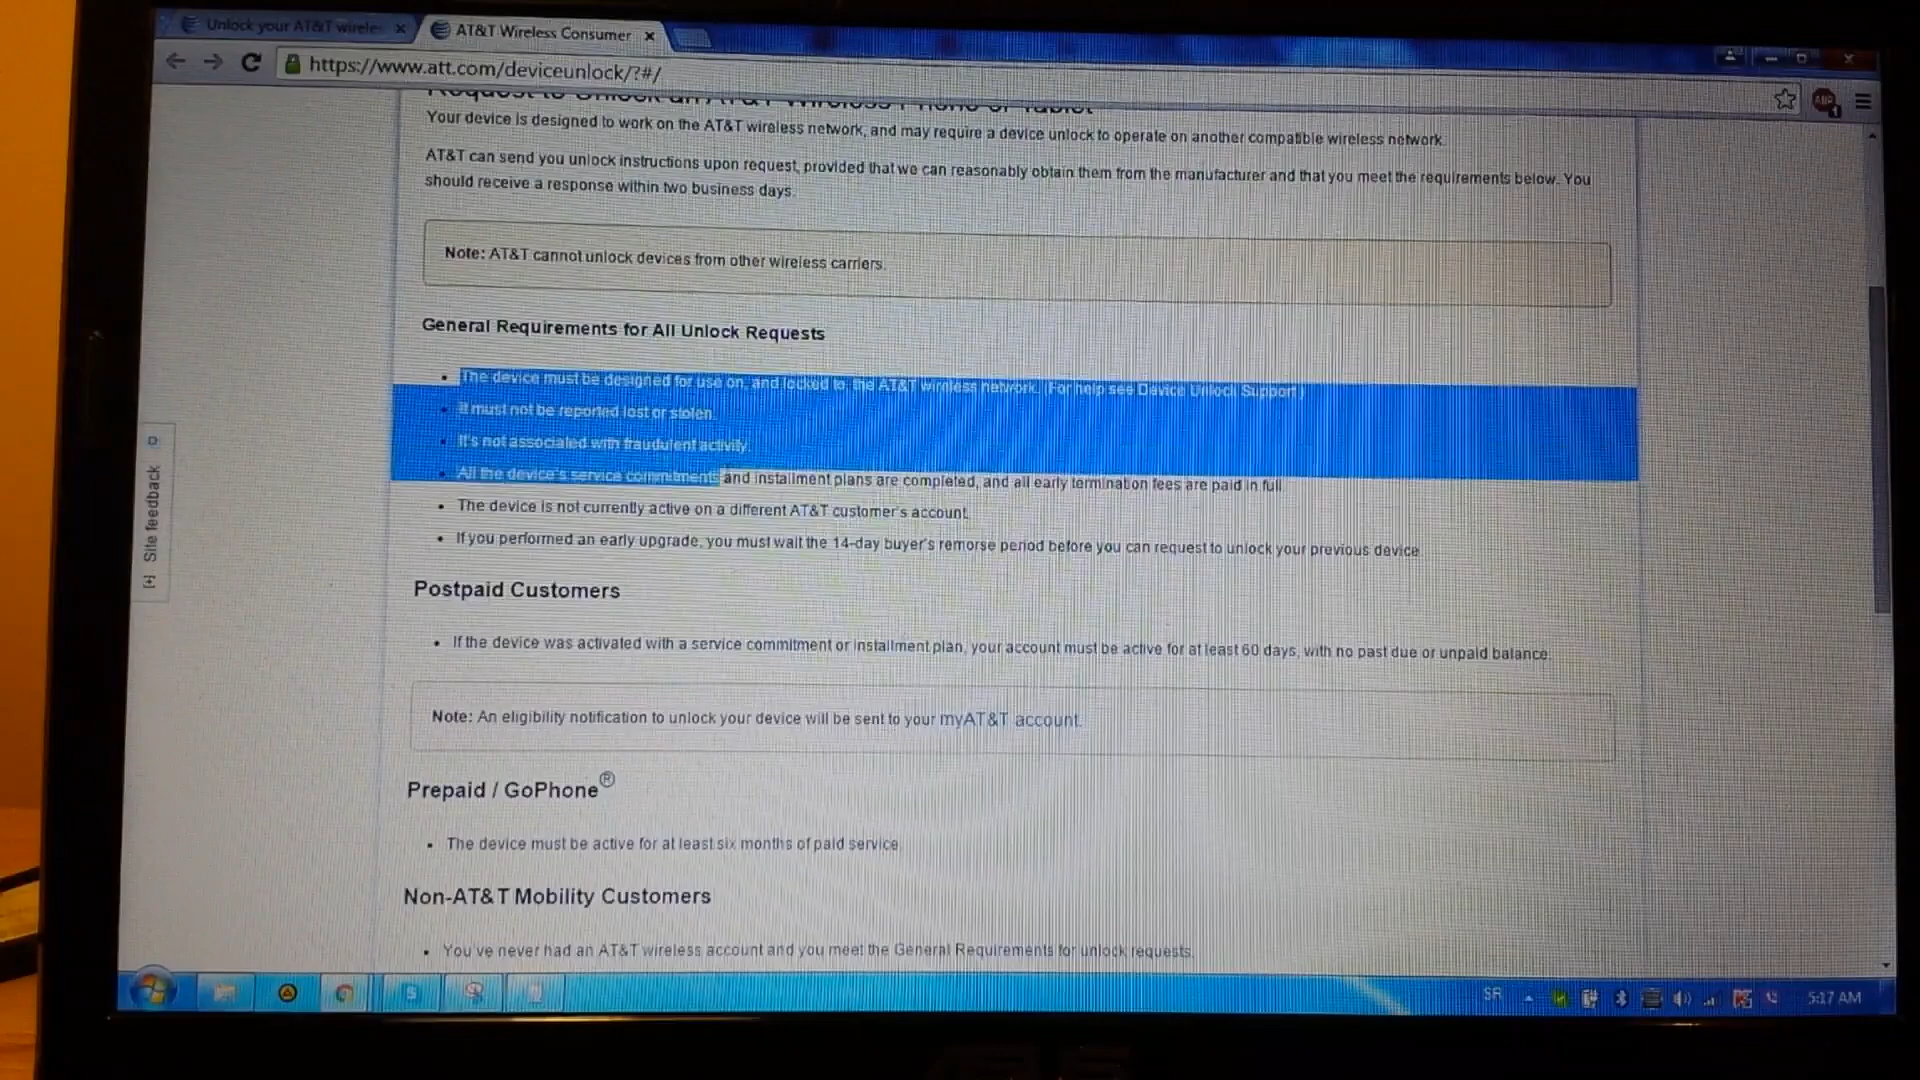 Unlock your AT&T wirele
AT&T Wireless Consumer
https://www.att.com/deviceunlock/?#/
ABP
1
Request to Unlock an AT&T Wireless Phone or Tablet
Your device is designed to work on the AT&T wireless network, and may require a device unlock to operate on another compatible wireless network.
AT&T can send you unlock instructions upon request, provided that we can reasonably obtain them from the manufacturer and that you meet the requirements below. You
should receive a response within two business days.
Note: AT&T cannot unlock devices from other wireless carriers.
General Requirements for All Unlock Requests
• The device must be designed for use on, and locked to, the AT&T wireless network. (For help see Device Unlock Support.)
• It must not be reported lost or stolen.
• It's not associated with fraudulent activity.
• All the device's service commitments and installment plans are completed, and all early termination fees are paid in full.
• The device is not currently active on a different AT&T customer's account.
• If you performed an early upgrade, you must wait the 14-day buyer's remorse period before you can request to unlock your previous device.
Postpaid Customers
• If the device was activated with a service commitment or installment plan, your account must be active for at least 60 days, with no past due or unpaid balance.
Note: An eligibility notification to unlock your device will be sent to your myAT&T account.
Prepaid / GoPhone®
• The device must be active for at least six months of paid service.
Non-AT&T Mobility Customers
• You've never had an AT&T wireless account and you meet the General Requirements for unlock requests.
[+] Site feedback
SR
5:17 AM